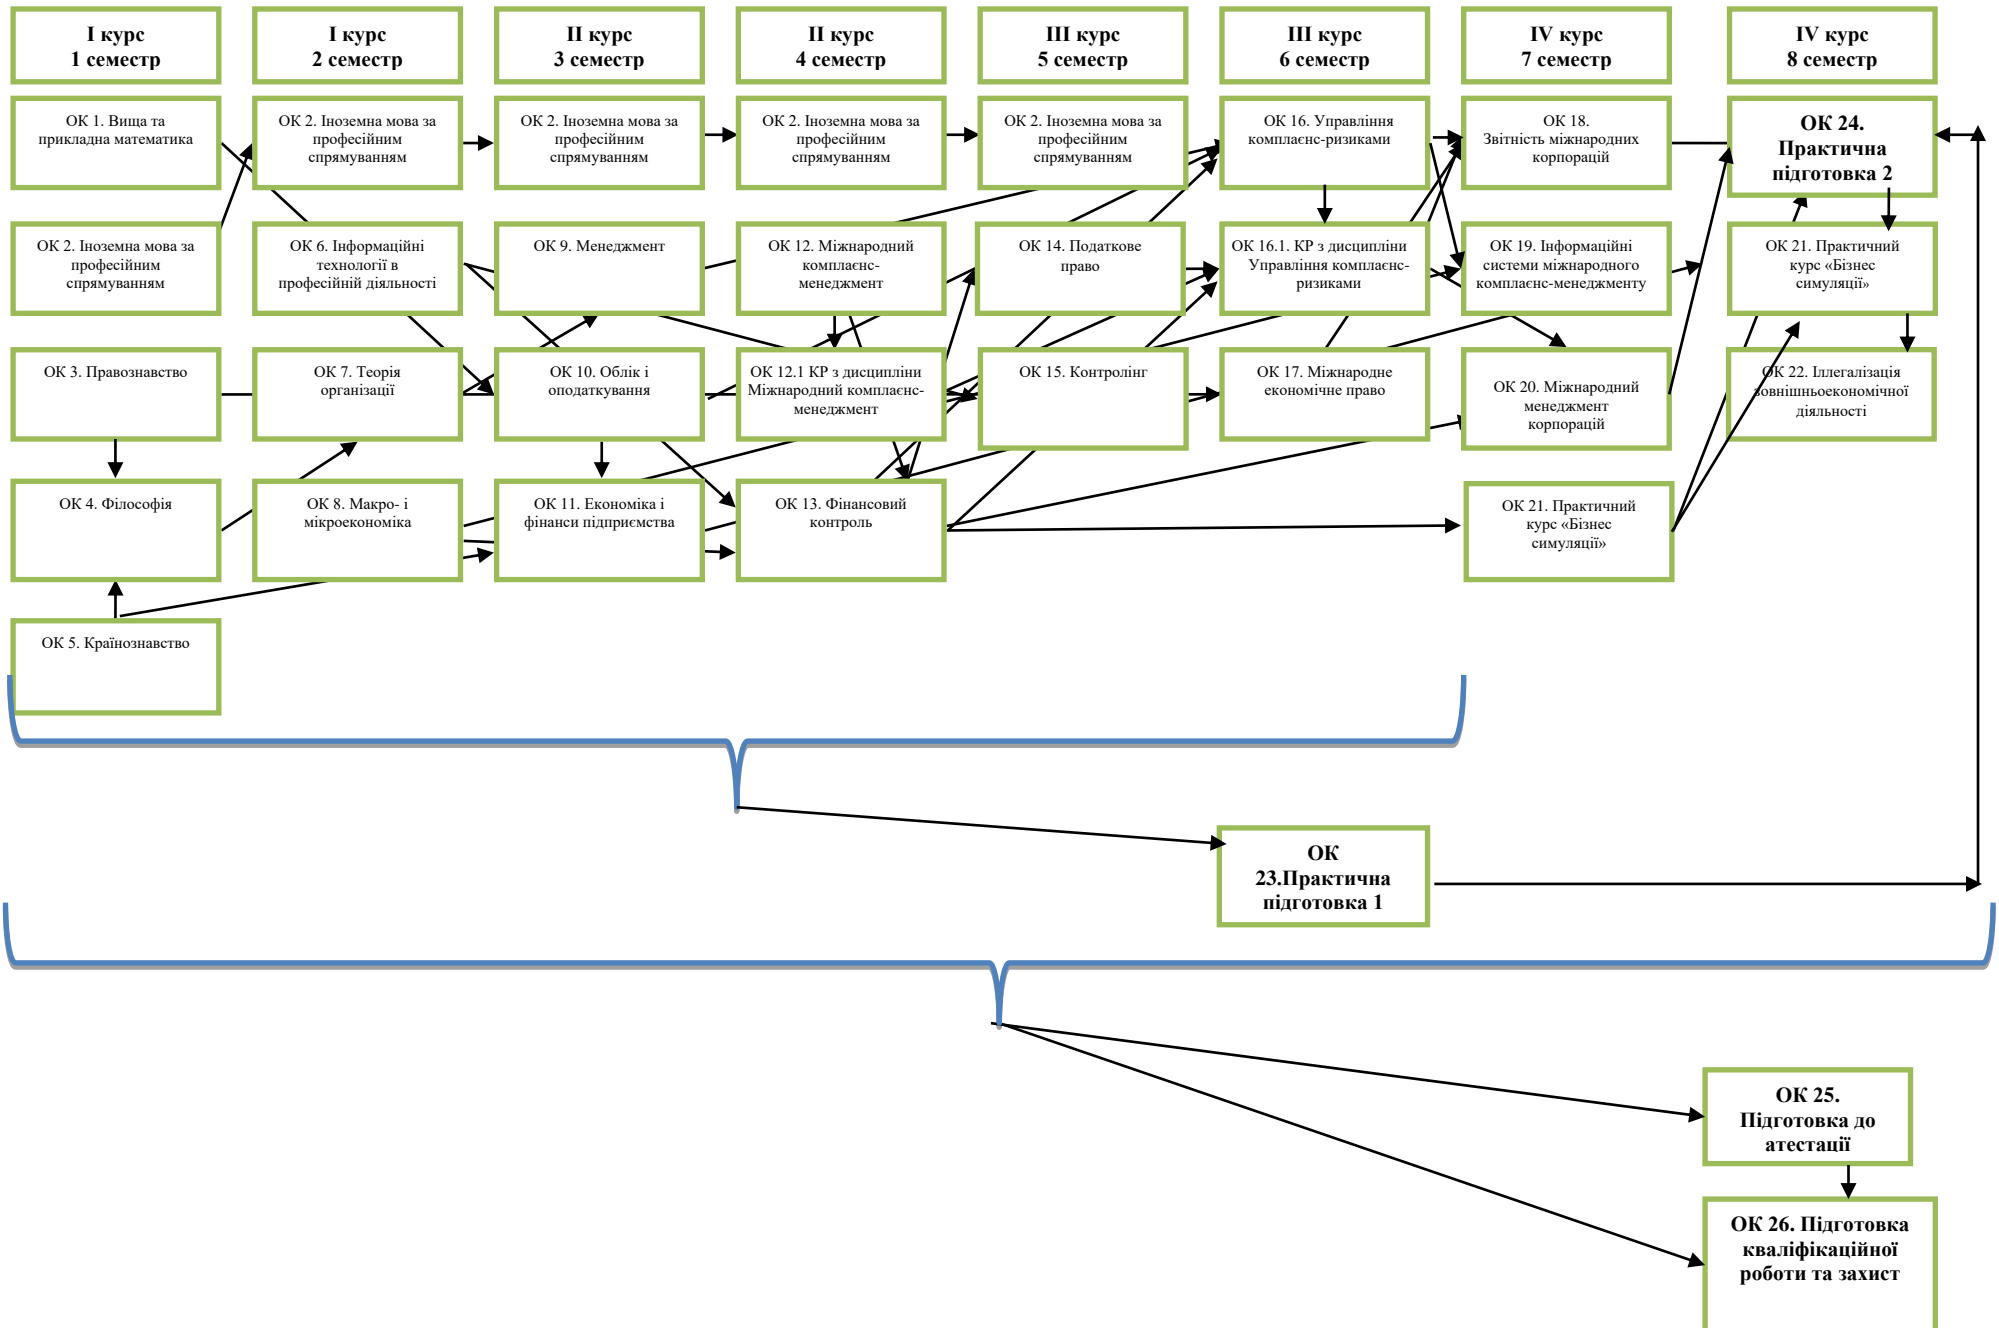 І курс
1 семестр
І курс
2 семестр
ІІ курс
3 семестр
ІІ курс
4 семестр
ІІІ курс
5 семестр
ІІІ курс
6 семестр
IV курс
7 семестр
IV курс
8 семестр
ОК 1. Вища та
прикладна математика
ОК 2. Іноземна мова за
професійним
спрямуванням
ОК 2. Іноземна мова за
професійним
спрямуванням
ОК 2. Іноземна мова за
професійним
спрямуванням
ОК 2. Іноземна мова за
професійним
спрямуванням
ОК 16. Управління
комплаєнс-ризиками
ОК 18.
Звітність міжнародних
корпорацій
ОК 24.
Практична
підготовка 2
ОК 2. Іноземна мова за
професійним
спрямуванням
ОК 6. Інформаційні
технології в
професійній діяльності
ОК 9. Менеджмент
ОК 12. Міжнародний
комплаєнс-
менеджмент
ОК 14. Податкове
право
ОК 16.1. КР з дисципліни
Управління комплаєнс-
ризиками
ОК 19. Інформаційні
системи міжнародного
комплаєнс-менеджменту
ОК 21. Практичний
курс «Бізнес
симуляції»
ОК 3. Правознавство
ОК 7. Теорія
організації
ОК 10. Облік і
оподаткування
ОК 12.1 КР з дисципліни
Міжнародний комплаєнс-
менеджмент
ОК 15. Контролінг
ОК 17. Міжнародне
економічне право
ОК 20. Міжнародний
менеджмент
корпорацій
ОК 22. Іллегалізація
зовнішньоекономічної
діяльності
ОК 4. Філософія
ОК 8. Макро- і
мікроекономіка
ОК 11. Економіка і
фінанси підприємства
ОК 13. Фінансовий
контроль
ОК 21. Практичний
курс «Бізнес
симуляції»
ОК 5. Країнознавство
ОК
23.Практична
підготовка 1
ОК 25.
Підготовка до
атестації
ОК 26. Підготовка
кваліфікаційної
роботи та захист